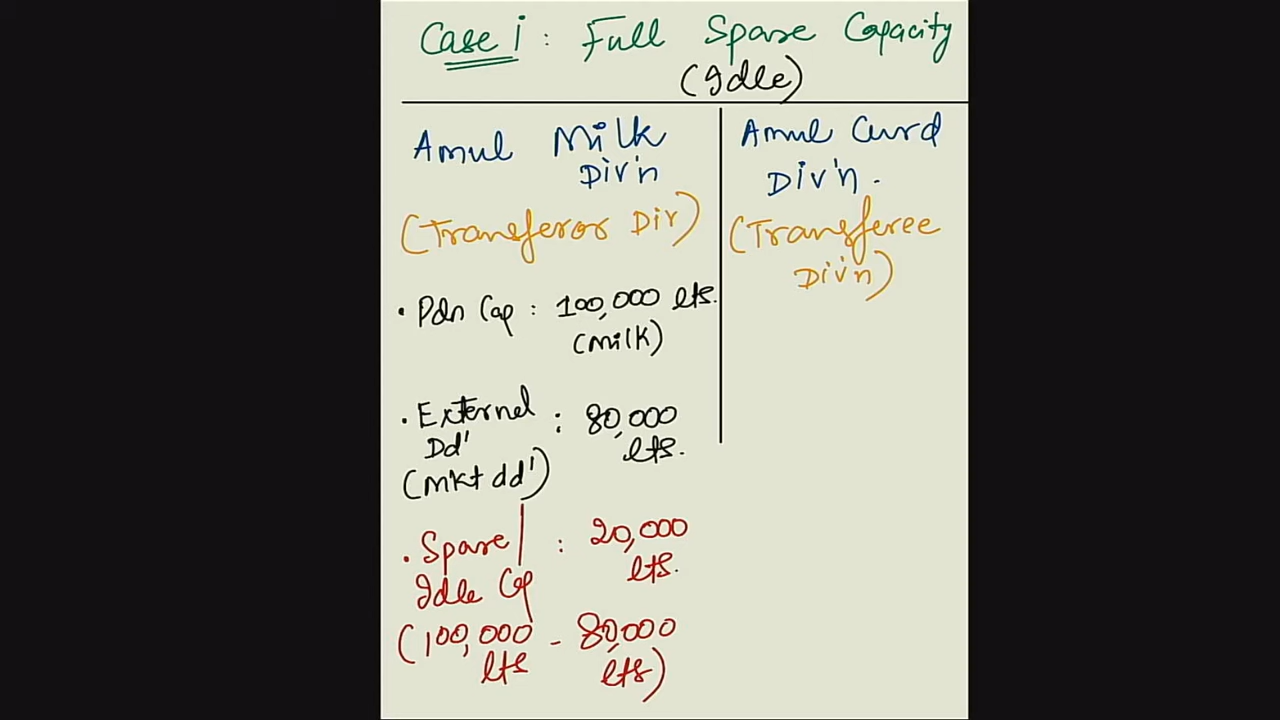 Case i : Full Spare Capacity
(Idle)
Amul Milk
Div'n
(Transferor Div)
• Pdn Cap : 100,000 lts.
(Milk)
• External : 80,000
Dd' lts.
(mkt dd')
• Spare/ : 20,000
Idle Cap lts.
(100,000 - 80,000
lts lts)
Amul Curd
Div'n.
(Transferee
Div'n)